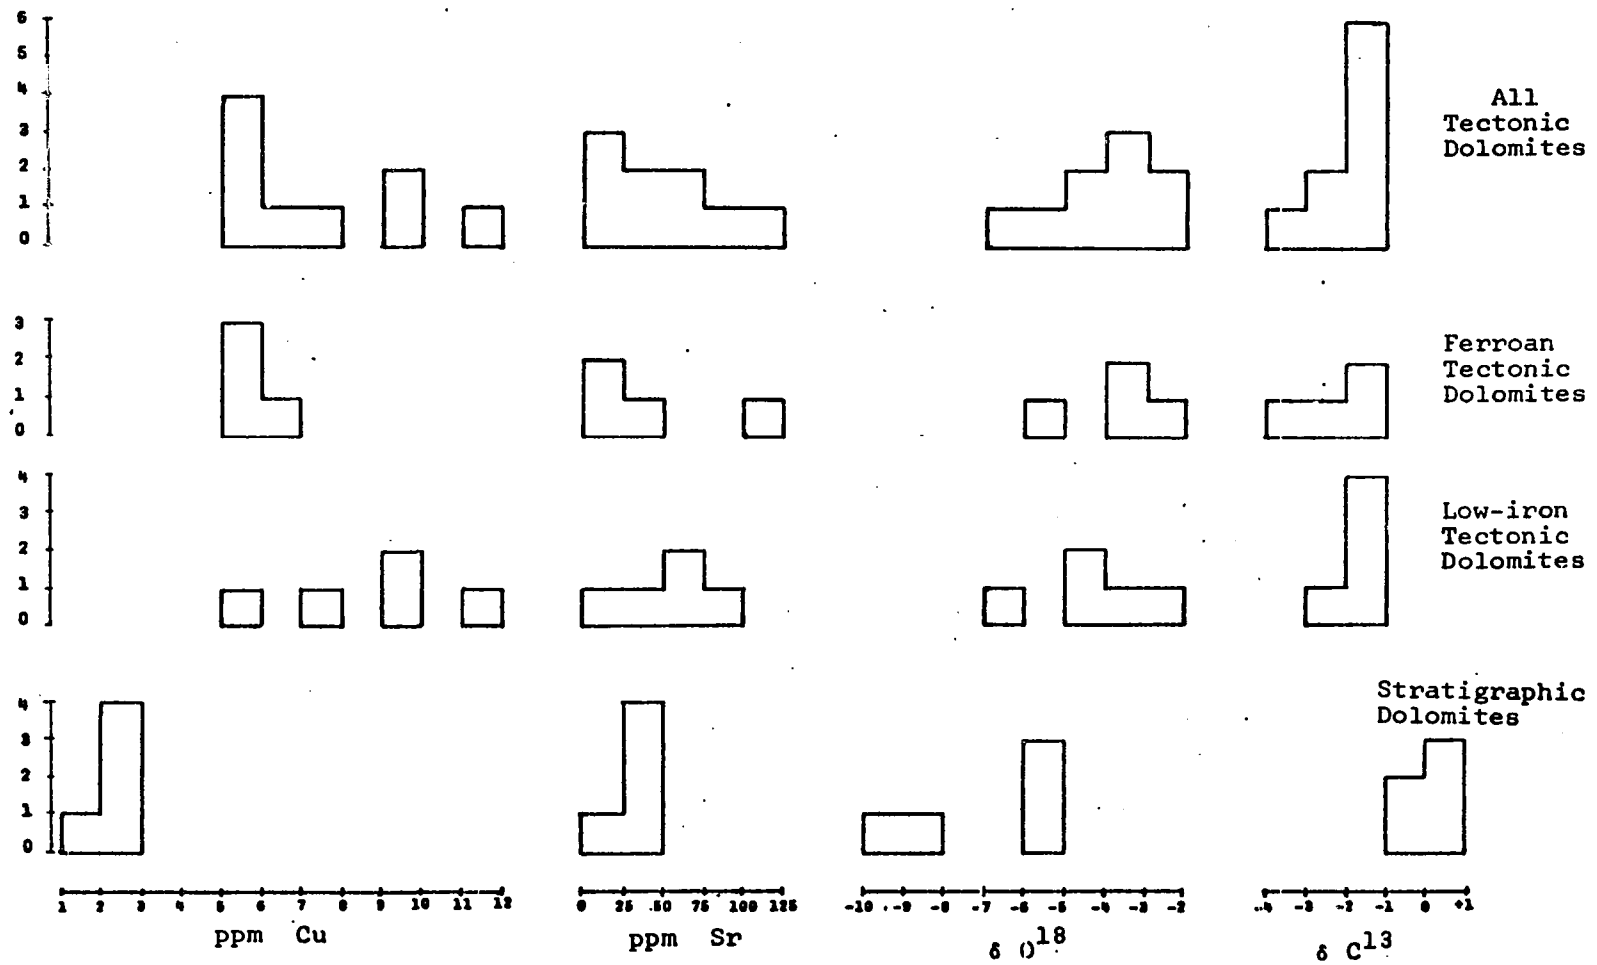 6
5
4
3
2
1
0
All
Tectonic
Dolomites
3
2
1
0
Ferroan
Tectonic
Dolomites
4
3
2
1
0
Low-iron
Tectonic
Dolomites
4
3
2
1
0
Stratigraphic
Dolomites
1 2 3 4 5 6 7 8 9 10 11 12
0 25 50 75 100 125
-10 -9 -8 -7 -6 -5 -4 -3 -2
-4 -3 -2 -1 0 +1
ppm Cu
ppm Sr
δ O18
δ C13